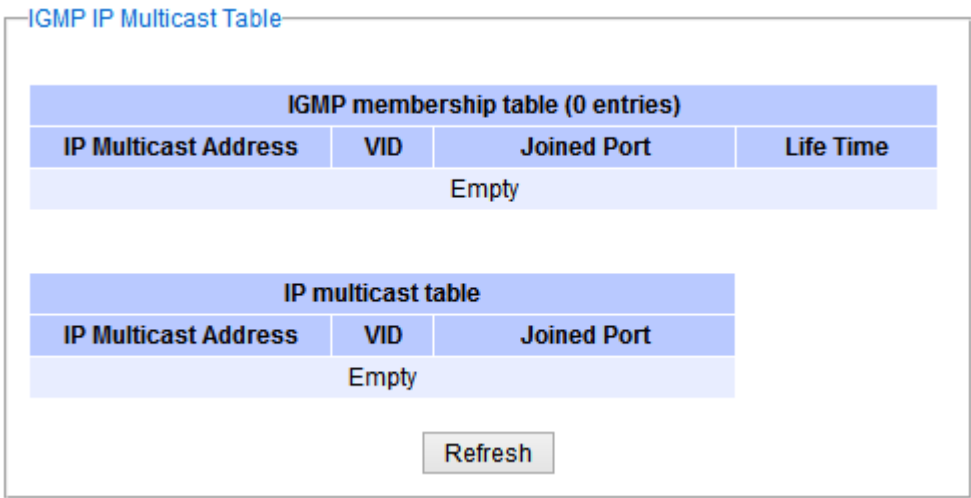 IGMP IP Multicast Table
IGMP membership table (0 entries)
IP Multicast Address VID Joined Port Life Time
Empty
IP multicast table
IP Multicast Address VID Joined Port
Empty
Refresh